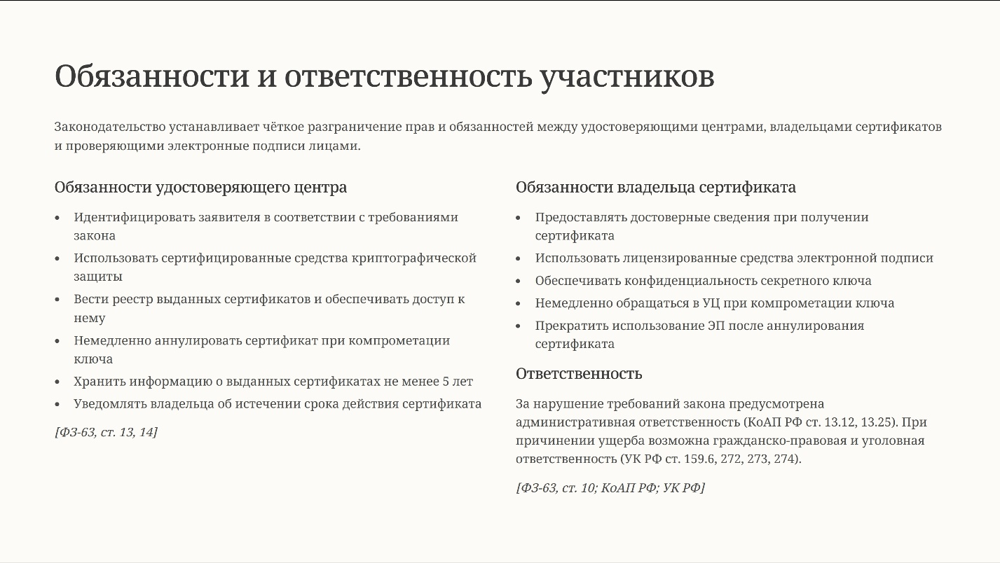 Обязанности и ответственность участников
Законодательство устанавливает чёткое разграничение прав и обязанностей между удостоверяющими центрами, владельцами сертификатов
и проверяющими электронные подписи лицами.
Обязанности удостоверяющего центра
• Идентифицировать заявителя в соответствии с требованиями
закона
• Использовать сертифицированные средства криптографической
защиты
• Вести реестр выданных сертификатов и обеспечивать доступ к
нему
• Немедленно аннулировать сертификат при компрометации
ключа
• Хранить информацию о выданных сертификатах не менее 5 лет
• Уведомлять владельца об истечении срока действия сертификата
[ФЗ-63, ст. 13, 14]
Обязанности владельца сертификата
• Предоставлять достоверные сведения при получении
сертификата
• Использовать лицензированные средства электронной подписи
• Обеспечивать конфиденциальность секретного ключа
• Немедленно обращаться в УЦ при компрометации ключа
• Прекратить использование ЭП после аннулирования
сертификата
Ответственность
За нарушение требований закона предусмотрена
административная ответственность (КоАП РФ ст. 13.12, 13.25). При
причинении ущерба возможна гражданско-правовая и уголовная
ответственность (УК РФ ст. 159.6, 272, 273, 274).
[ФЗ-63, ст. 10; КоАП РФ; УК РФ]